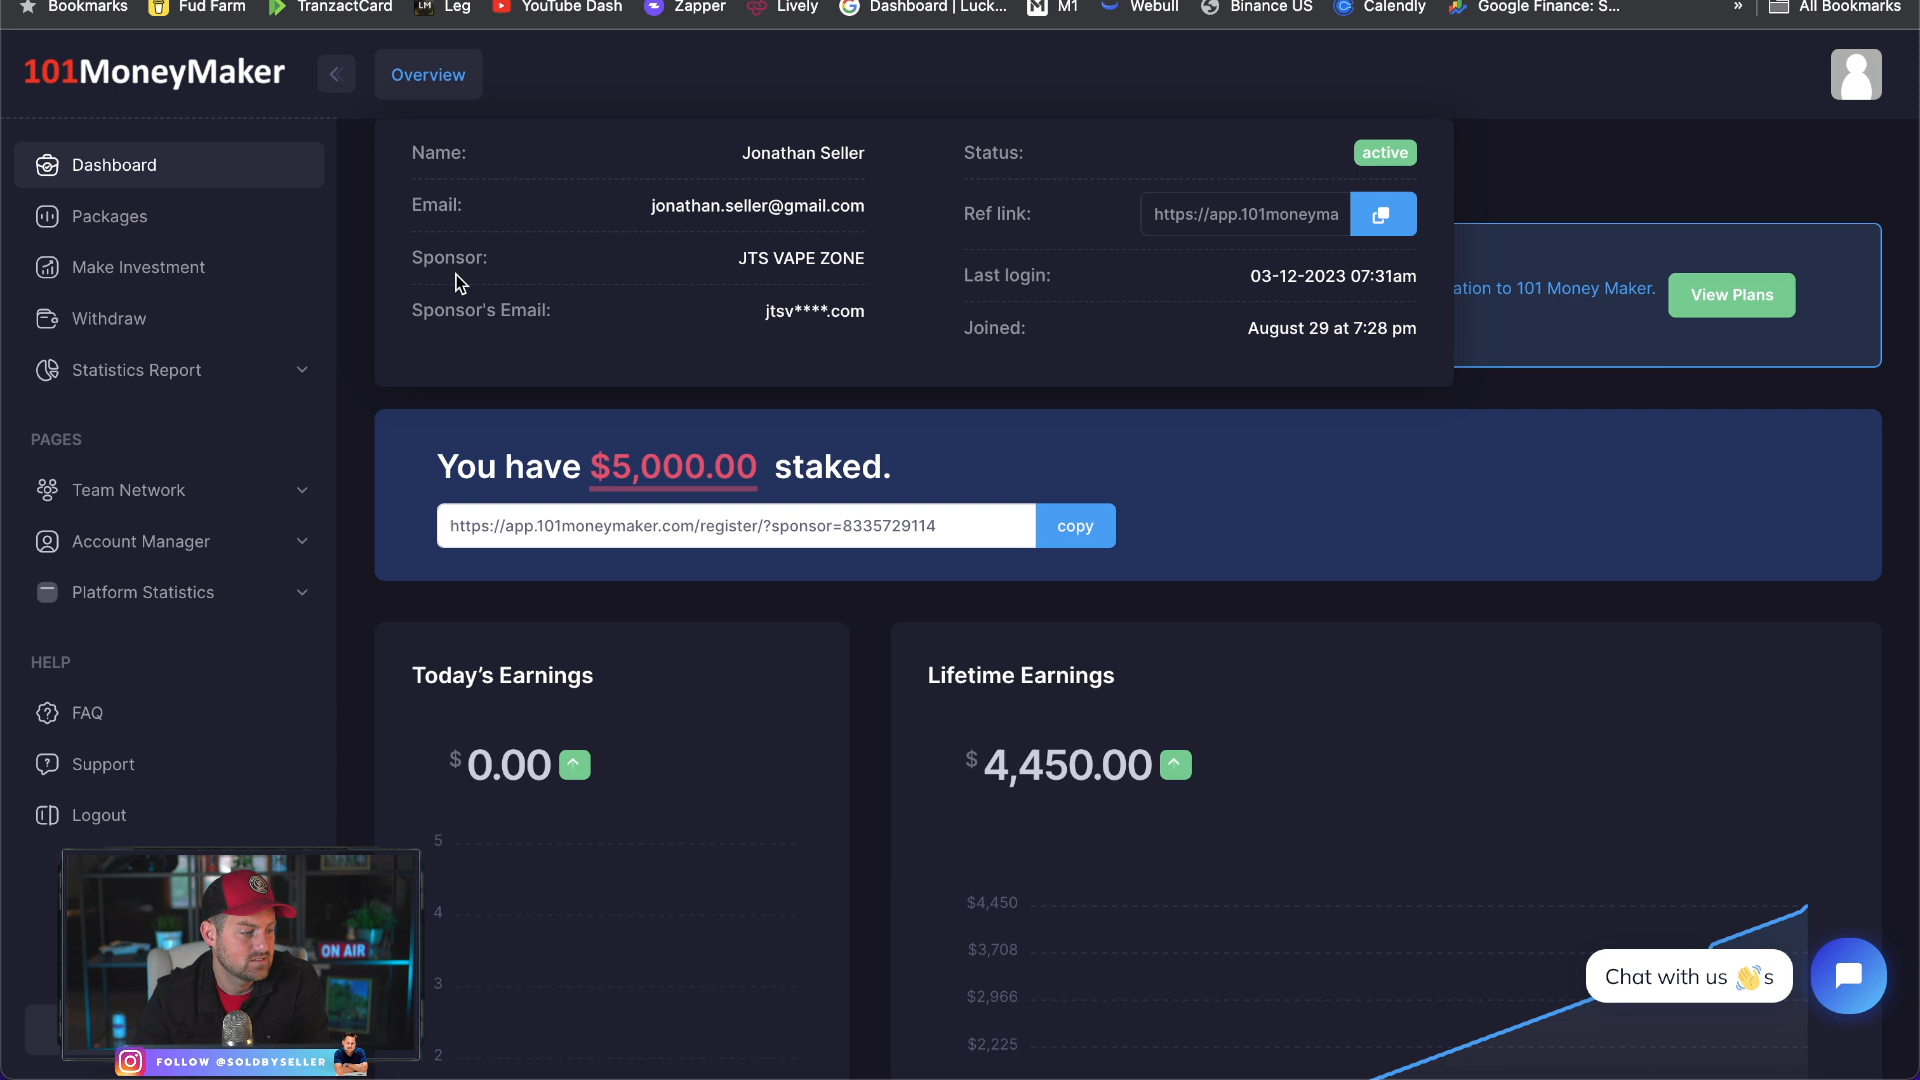 Bookmarks Fud Farm TranzactCard LM Leg YouTube Dash Zapper Lively Dashboard | Luck... M1 Webull Binance US Calendly Google Finance: S... » All Bookmarks
101MoneyMaker
Overview
Dashboard
Packages
Make Investment
Withdraw
Statistics Report
PAGES
Team Network
Account Manager
Platform Statistics
HELP
FAQ
Support
Logout
Name: Jonathan Seller
Email: jonathan.seller@gmail.com
Sponsor: JTS VAPE ZONE
Sponsor's Email: jtsv****.com
Status: active
Ref link: https://app.101moneyma
Last login: 03-12-2023 07:31am
Joined: August 29 at 7:28 pm
ation to 101 Money Maker.
View Plans
You have $5,000.00 staked.
https://app.101moneymaker.com/register/?sponsor=8335729114
copy
Today's Earnings
$ 0.00
5
4
3
2
Lifetime Earnings
$ 4,450.00
$4,450
$3,708
$2,966
$2,225
Chat with us 👋s
ON AIR
FOLLOW @SOLDBYSELLER